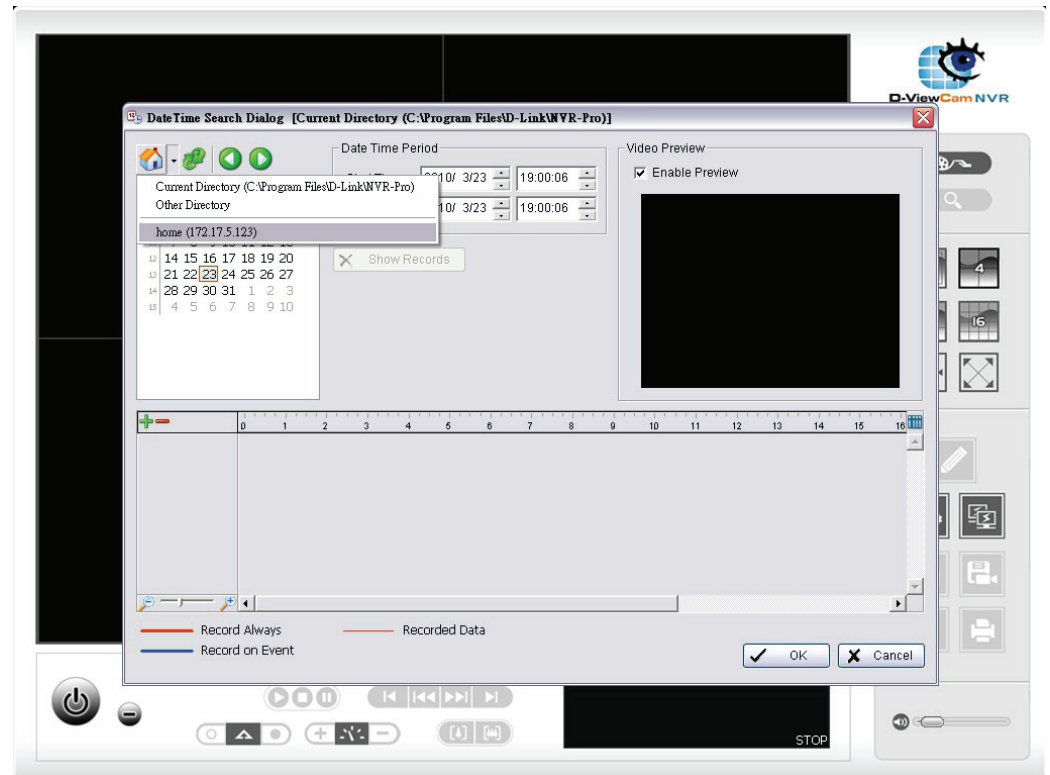 D-ViewCam NVR
DateTime Search Dialog [Current Directory (C:\Program Files\D-Link\NVR-Pro)]
Date Time Period
Video Preview
19:00:06
Enable Preview
Current Directory (C:\Program Files\D-Link\NVR-Pro)
Other Directory
10/ 3/23 19:00:06
home (172.17.5.123)
12 14 15 16 17 18 19 20
Show Records
13 21 22 23 24 25 26 27
14 28 29 30 31 1 2 3
15 4 5 6 7 8 9 10
4
16
0 1 2 3 4 5 6 7 8 9 10 11 12 13 14 15 16
Record Always
Recorded Data
Record on Event
OK
Cancel
STOP